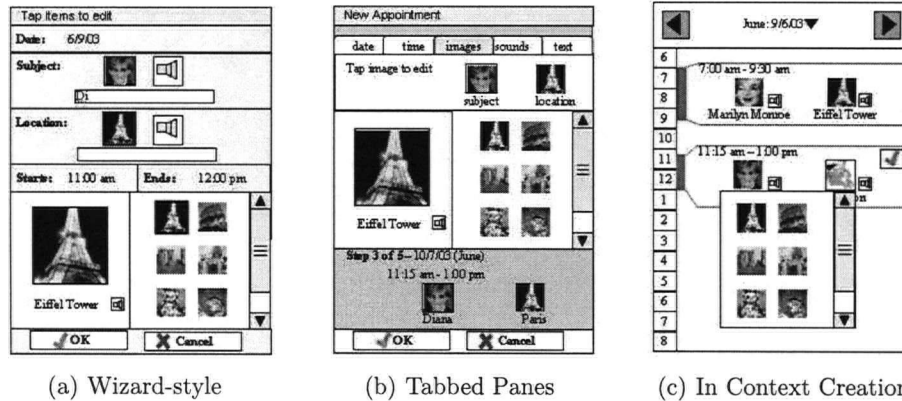 Tap items to edit
Date: 6/9/03
Subject:
Di
Location:
Starts: 11:00 am Ends: 12:00 pm
Eiffel Tower
OK Cancel
(a) Wizard-style
New Appointment
date time images sounds text
Tap image to edit
subject location
Eiffel Tower
Step 3 of 5 – 10/7/03 (June)
11:15 am - 1:00 pm
Diana Paris
OK Cancel
(b) Tabbed Panes
June: 9/6.03
6
7
8
9
10
11
12
1
2
3
4
5
6
7
8
7:00 am - 9:30 am
Marilyn Monroe Eiffel Tower
11:15 am – 1:00 pm
on
(c) In Context Creation